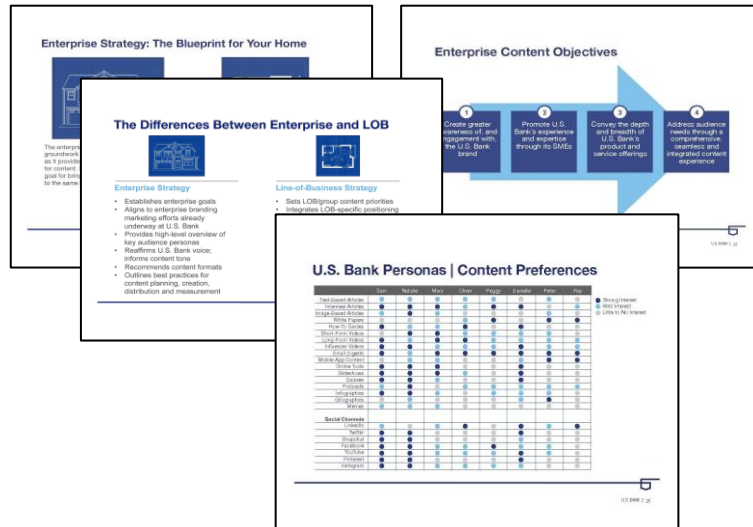 Enterprise Strategy: The Blueprint for Your Home
The enterp
groundwork
as it provide
for content.
goal for brin
to the same
Enterprise Content Objectives
1
Create greater
awareness of, and
engagement with,
the U.S. Bank
brand
2
Promote U.S.
Bank's experience
and expertise
through its SMEs
3
Convey the depth
and breadth of
U.S. Bank's
product and
service offerings
4
Address audience
needs through a
comprehensive,
seamless and
integrated content
experience
U.S. BANK |
The Differences Between Enterprise and LOB
Enterprise Strategy
• Establishes enterprise goals
• Aligns to enterprise branding
marketing efforts already
underway at U.S. Bank
• Provides high-level overview of
key audience personas
• Reaffirms U.S. Bank voice;
informs content tone
• Recommends content formats
• Outlines best practices for
content planning, creation,
distribution and measurement
Line-of-Business Strategy
• Sets LOB/group content priorities
• Integrates LOB-specific positioning
U.S. Bank Personas | Content Preferences
Sam Natalie Mary Oliver Peggy Danielle Peter Fay
Text-Based Articles
Interview Articles
Image-Based Articles
White Papers
How-To Guides
Short-Form Videos
Long-Form Videos
Influencer Videos
Email Digests
Mobile App Content
Online Tools
Slideshows
Quizzes
Podcasts
Infographics
Gifographics
Memes
Social Channels
LinkedIn
Twitter
Snapchat
Facebook
YouTube
Pinterest
Instagram
Strong Interest
Mild Interest
Little to No Interest
U.S. BANK | 25